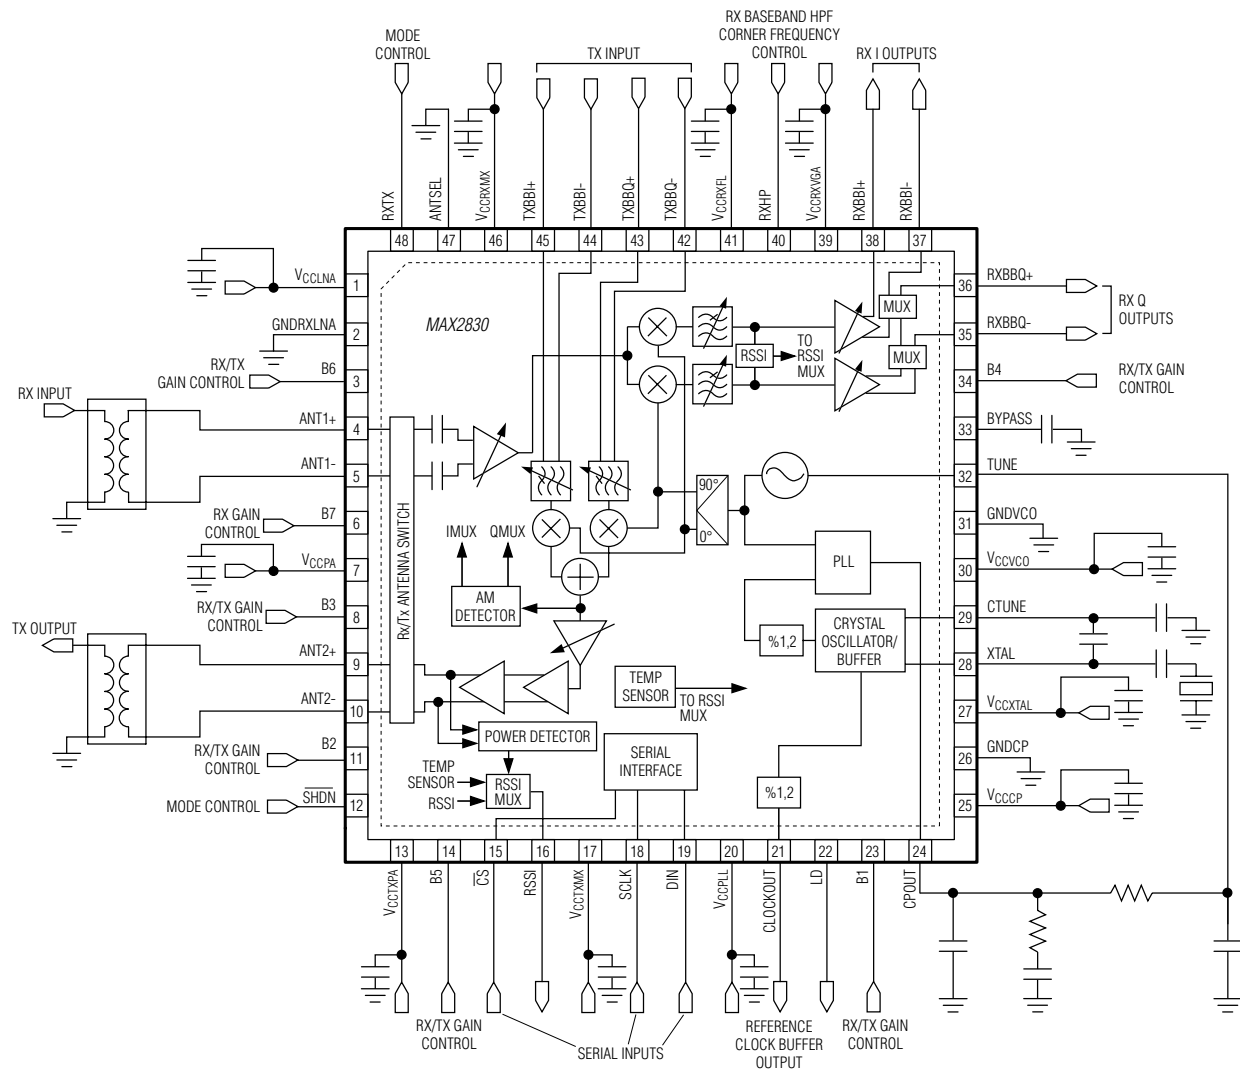 MODE
CONTROL
TX INPUT
RX BASEBAND HPF
CORNER FREQUENCY
CONTROL
RX I OUTPUTS
RXTX
ANTSEL
VCCRXMX
TXBBI+
TXBBI-
TXBBQ+
TXBBQ-
VCCRXFL
RXHP
VCCRXVGA
RXBBI+
RXBBI-
48
47
46
45
44
43
42
41
40
39
38
37
VCCLNA
1
GNDRXLNA
2
RX/TX
GAIN CONTROL
B6
3
RX INPUT
ANT1+
4
ANT1-
5
RX GAIN
CONTROL
B7
6
VCCPA
7
RX/TX GAIN
CONTROL
B3
8
TX OUTPUT
ANT2+
9
ANT2-
10
RX/TX GAIN
CONTROL
B2
11
MODE CONTROL
SHDN
12
MAX2830
Rx/Tx ANTENNA SWITCH
MUX
MUX
RSSI
TO
RSSI
MUX
90°
0°
IMUX
QMUX
AM
DETECTOR
PLL
%1,2
CRYSTAL
OSCILLATOR/
BUFFER
TEMP
SENSOR
TO RSSI
MUX
POWER DETECTOR
TEMP
SENSOR
RSSI
RSSI
MUX
SERIAL
INTERFACE
%1,2
36
RXBBQ+
RX Q
OUTPUTS
35
RXBBQ-
34
B4
RX/TX GAIN
CONTROL
33
BYPASS
32
TUNE
31
GNDVCO
30
VCCVCO
29
CTUNE
28
XTAL
27
VCCXTAL
26
GNDCP
25
VCCCP
13
14
15
16
17
18
19
20
21
22
23
24
VCCTXPA
B5
CS
RSSI
VCCTXMX
SCLK
DIN
VCCPLL
CLOCKOUT
LD
B1
CPOUT
RX/TX GAIN
CONTROL
SERIAL INPUTS
REFERENCE
CLOCK BUFFER
OUTPUT
RX/TX GAIN
CONTROL